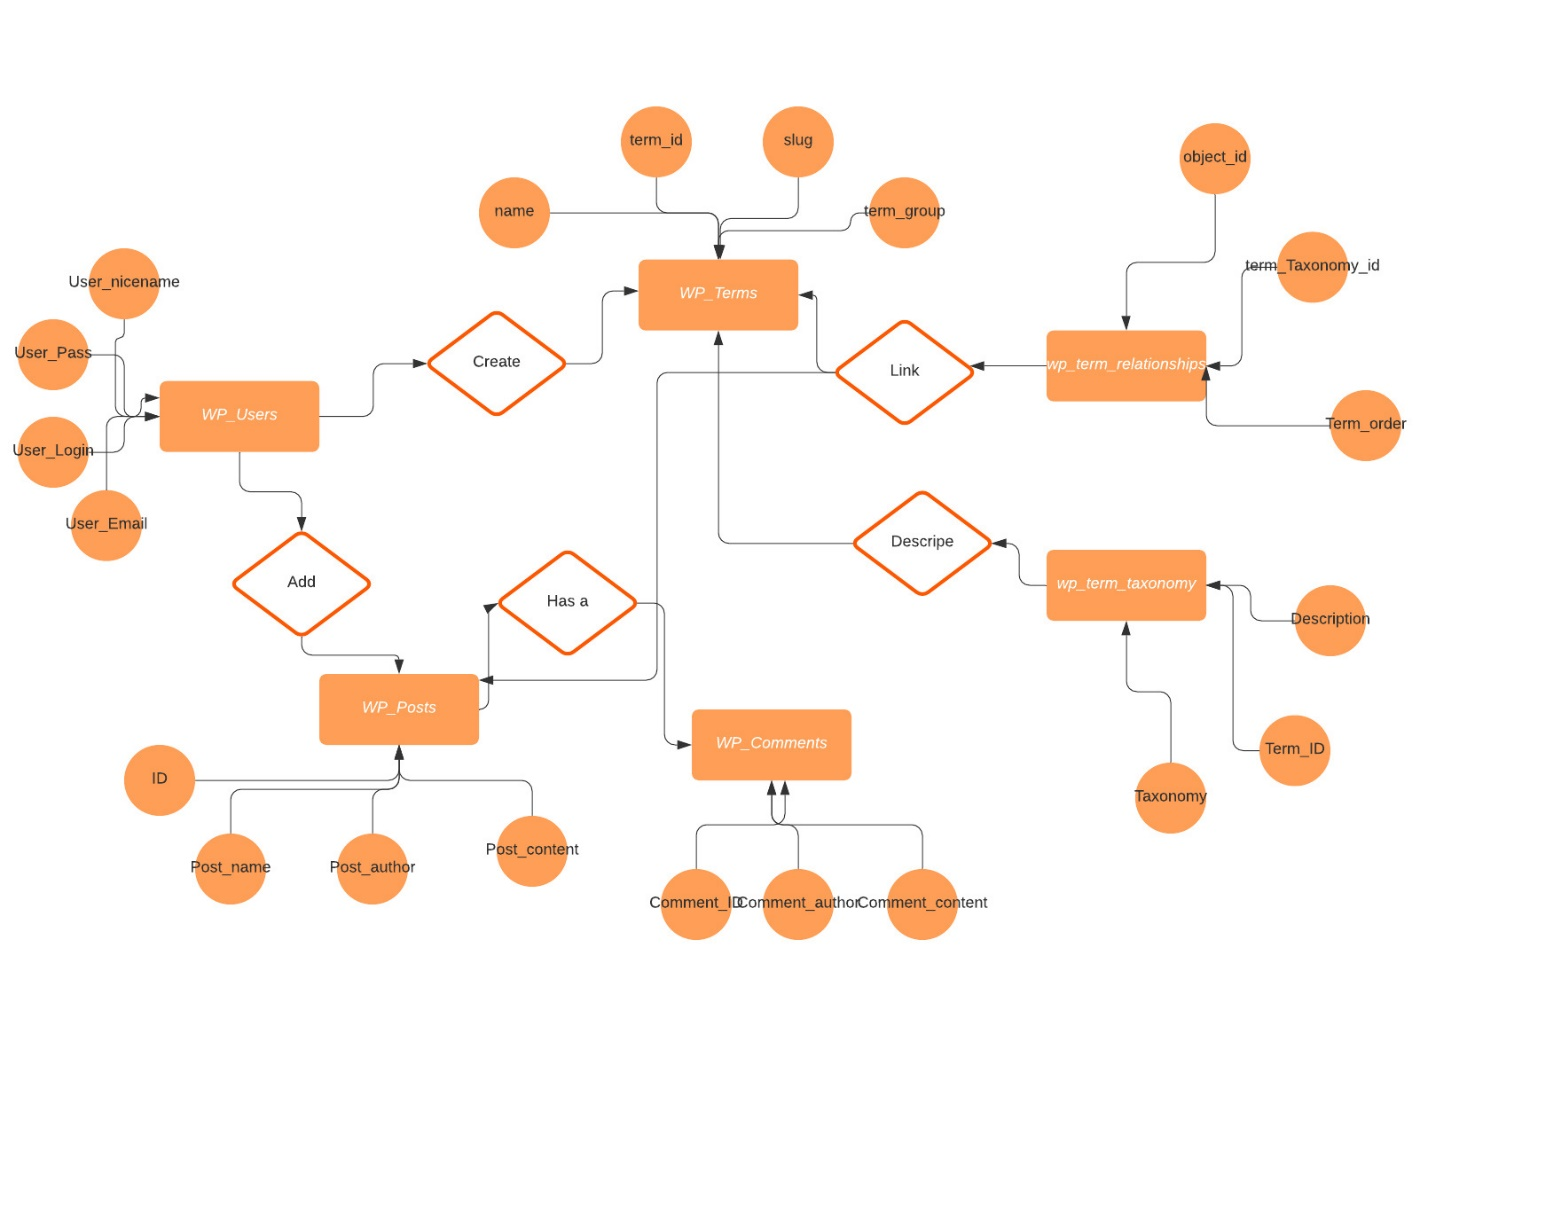 term_id
slug
object_id
name
term_group
term_Taxonomy_id
User_nicename
WP_Terms
User_Pass
Create
Link
wp_term_relationships
WP_Users
Term_order
User_Login
User_Email
Descripe
Add
Has a
wp_term_taxonomy
Description
WP_Posts
WP_Comments
Term_ID
ID
Taxonomy
Post_name
Post_author
Post_content
Comment_ID
Comment_author
Comment_content